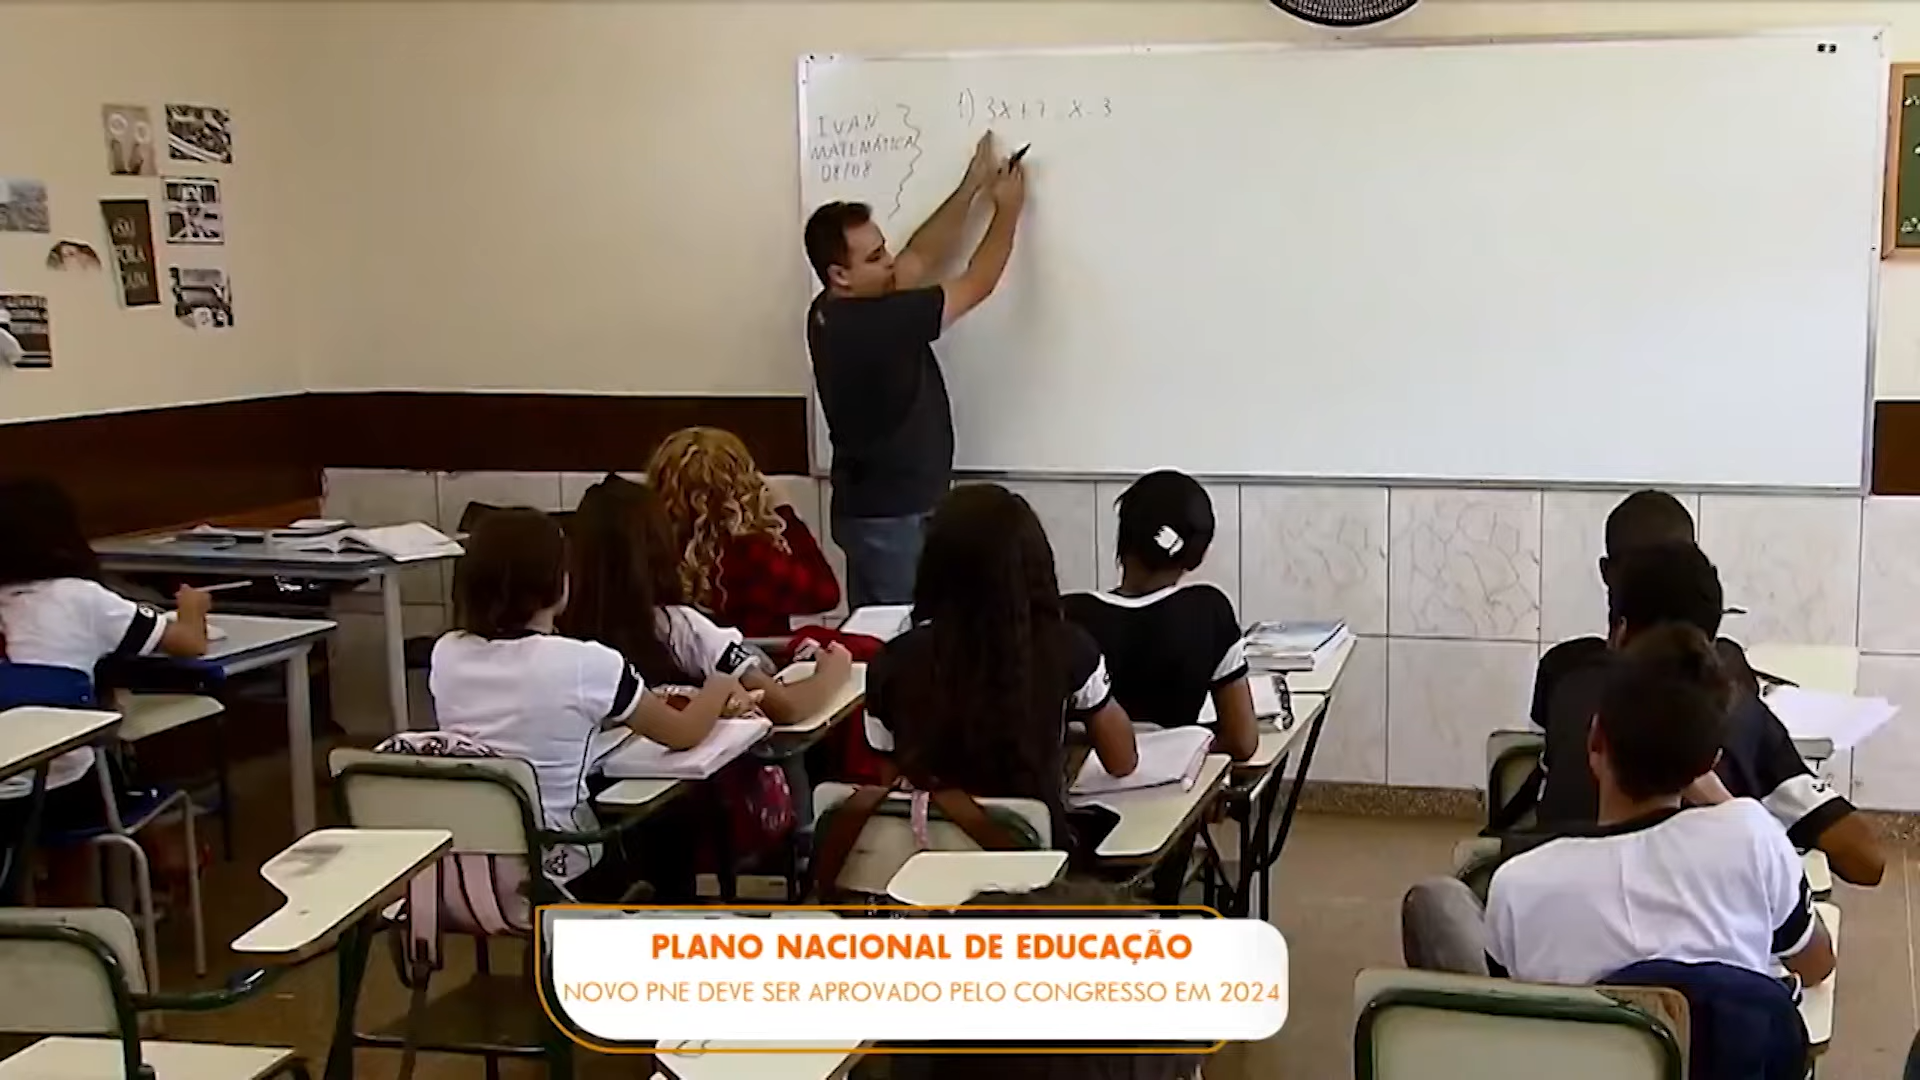 IVAN
MATEMÁTICA
08/08
1) 3x+7 = x-3
PLANO NACIONAL DE EDUCAÇÃO
NOVO PNE DEVE SER APROVADO PELO CONGRESSO EM 2024